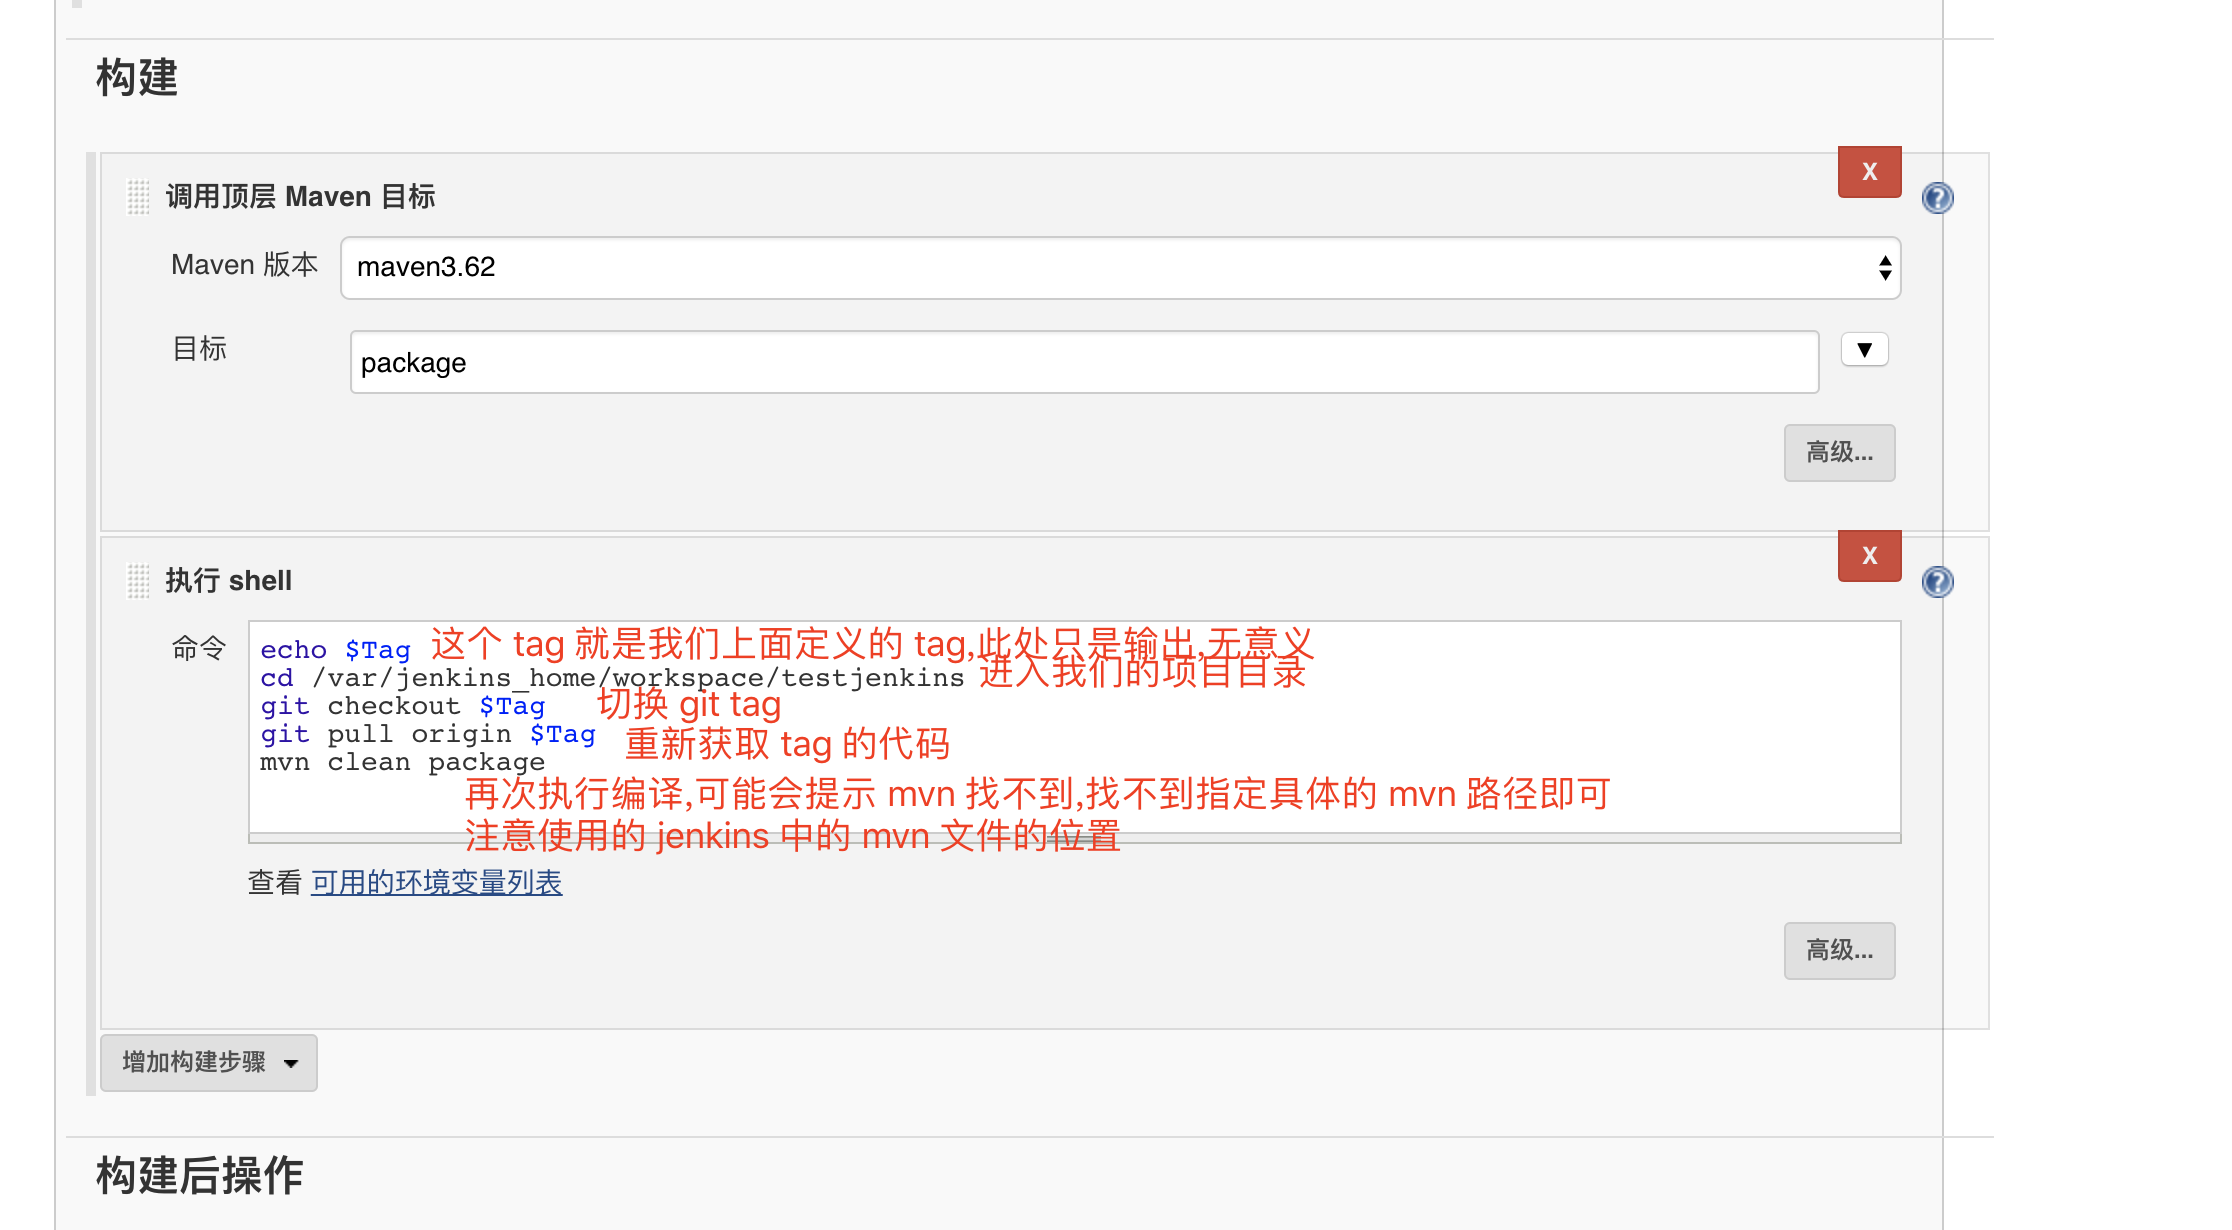 构建
X
调用顶层 Maven 目标
Maven 版本 maven3.62
目标 package
高级...
X
执行 shell
命令 echo $Tag 这个 tag 就是我们上面定义的 tag,此处只是输出,无意义
cd /var/jenkins_home/workspace/testjenkins 进入我们的项目目录
git checkout $Tag 切换 git tag
git pull origin $Tag 重新获取 tag 的代码
mvn clean package
再次执行编译,可能会提示 mvn 找不到,找不到指定具体的 mvn 路径即可
注意使用的 jenkins 中的 mvn 文件的位置
查看 可用的环境变量列表
高级...
增加构建步骤
构建后操作